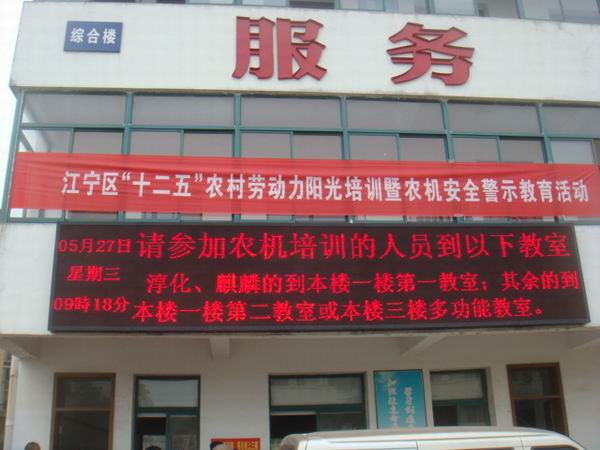 综合楼
服务
江宁区“十二五”农村劳动力阳光培训暨农机安全警示教育活动
05月27日
星期三
09時18分
请参加农机培训的人员到以下教室
淳化、麒麟的到本楼一楼第一教室；其余的到
本楼一楼第二教室或本楼三楼多功能教室。